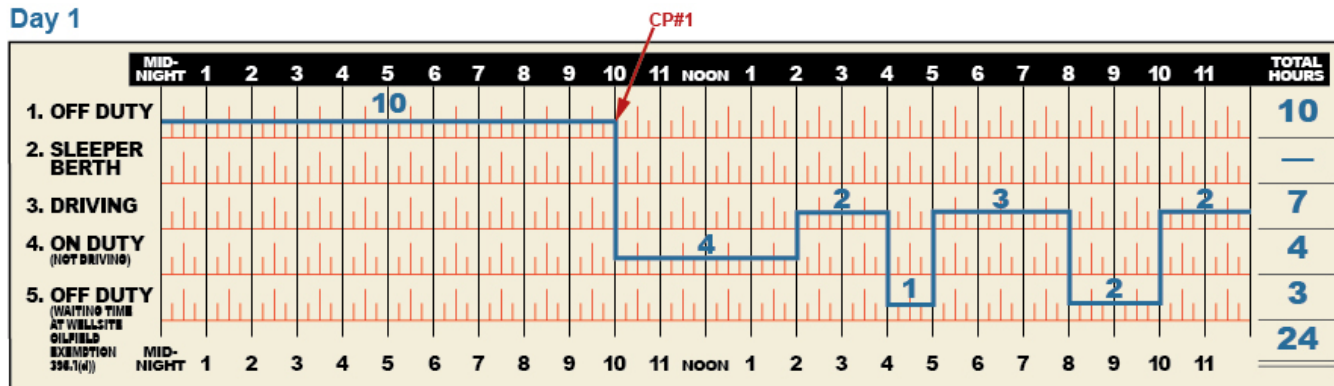 Day 1
CP#1
MID-NIGHT 1 2 3 4 5 6 7 8 9 10 11 NOON 1 2 3 4 5 6 7 8 9 10 11 TOTAL HOURS
1. OFF DUTY 10 10
2. SLEEPER BERTH —
3. DRIVING 2 3 2 7
4. ON DUTY 4 4
(NOT DRIVING)
5. OFF DUTY 1 2 3
(WAITING TIME
AT WELLSITE
OILFIELD
EXEMPTION
395.1(d))
24
MID-NIGHT 1 2 3 4 5 6 7 8 9 10 11 NOON 1 2 3 4 5 6 7 8 9 10 11